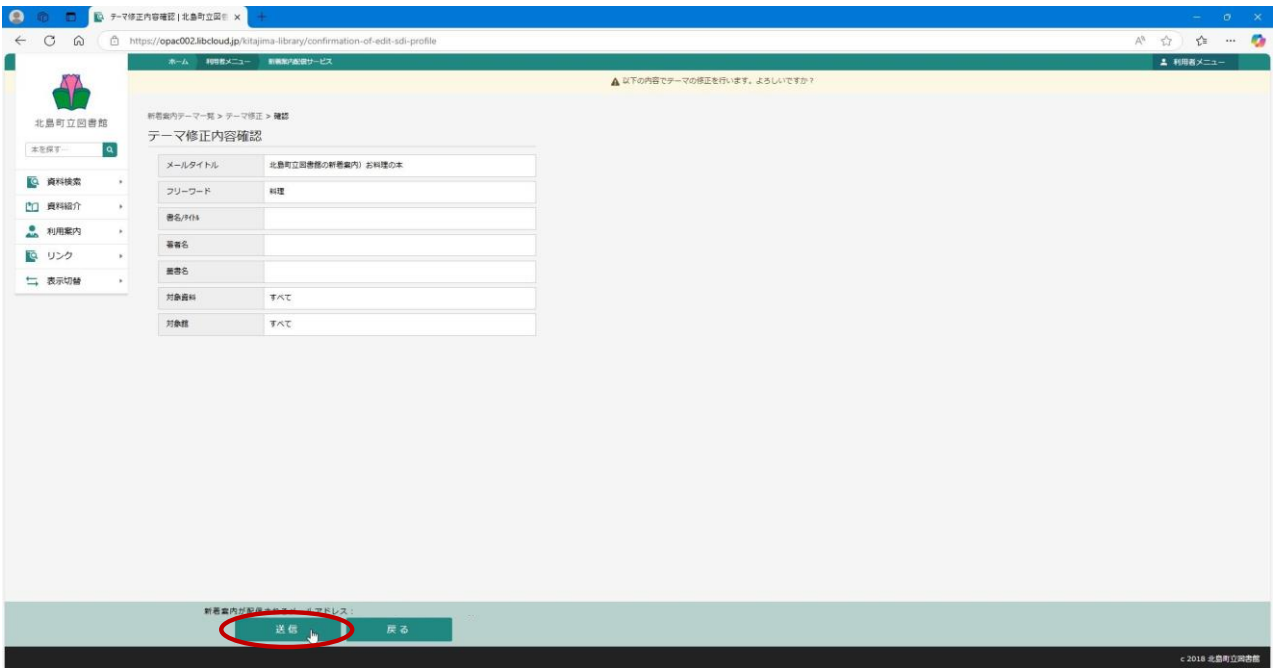 テーマ修正内容確認 | 北島町立図
https://opac002.libcloud.jp/kitajima-library/confirmation-of-edit-sdi-profile
ホーム 利用者メニュー 新着案内配信サービス 利用者メニュー
以下の内容でテーマの修正を行います。よろしいですか?
北島町立図書館
本を探す…
資料検索
資料紹介
利用案内
リンク
表示切替
新着案内テーマ一覧 > テーマ修正 > 確認
テーマ修正内容確認
メールタイトル 北島町立図書館の新着案内) お料理の本
フリーワード 料理
書名/タイトル
著者名
叢書名
対象資料 すべて
対象館 すべて
新着案内が配信されるメールアドレス:
送信 戻る
c 2018 北島町立図書館